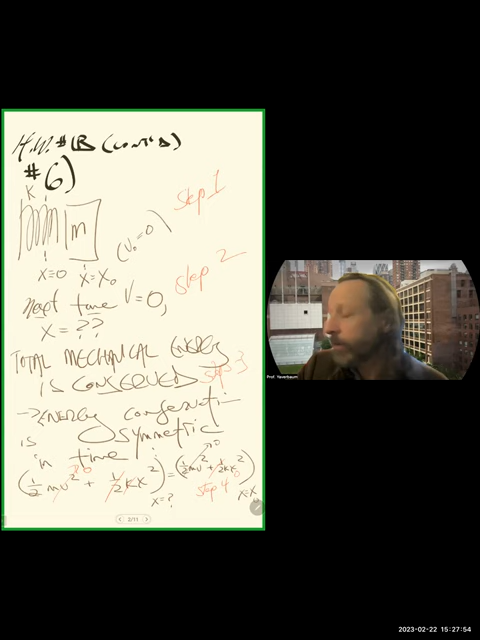 H.W. #1B (CONT'D)
#6)
Step 1
K
m
(V₀=0)
x=0 x=x₀
Step 2
Next time V=0,
x=??
TOTAL MECHANICAL ENERGY
IS CONSERVED
Step 3
→ ENERGY conservation
is symmetric
in time:
(½mv² + ½kx²) = (½mv² + ½kx²)
x=?
Step 4
Prof. Yaverbaum
2/11
2023-02-22 15:27:54